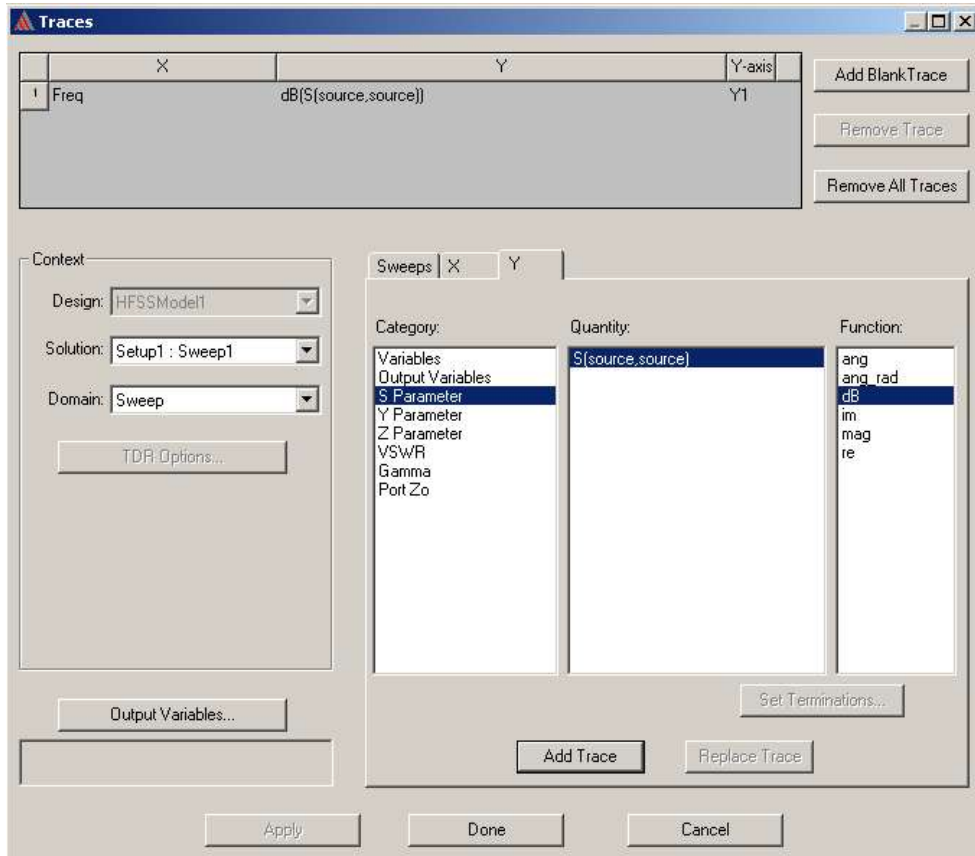 Traces
X Y Y-axis
1 Freq dB(S(source,source)) Y1
Add BlankTrace
Remove Trace
Remove All Traces
Context
Design: HFSSModel1
Solution: Setup1 : Sweep1
Domain: Sweep
TDR Options...
Output Variables...
Sweeps X Y
Category:
Variables
Output Variables
S Parameter
Y Parameter
Z Parameter
VSWR
Gamma
Port Zo
Quantity:
S(source,source)
Function:
ang
ang_rad
dB
im
mag
re
Set Terminations...
Add Trace
Replace Trace
Apply
Done
Cancel